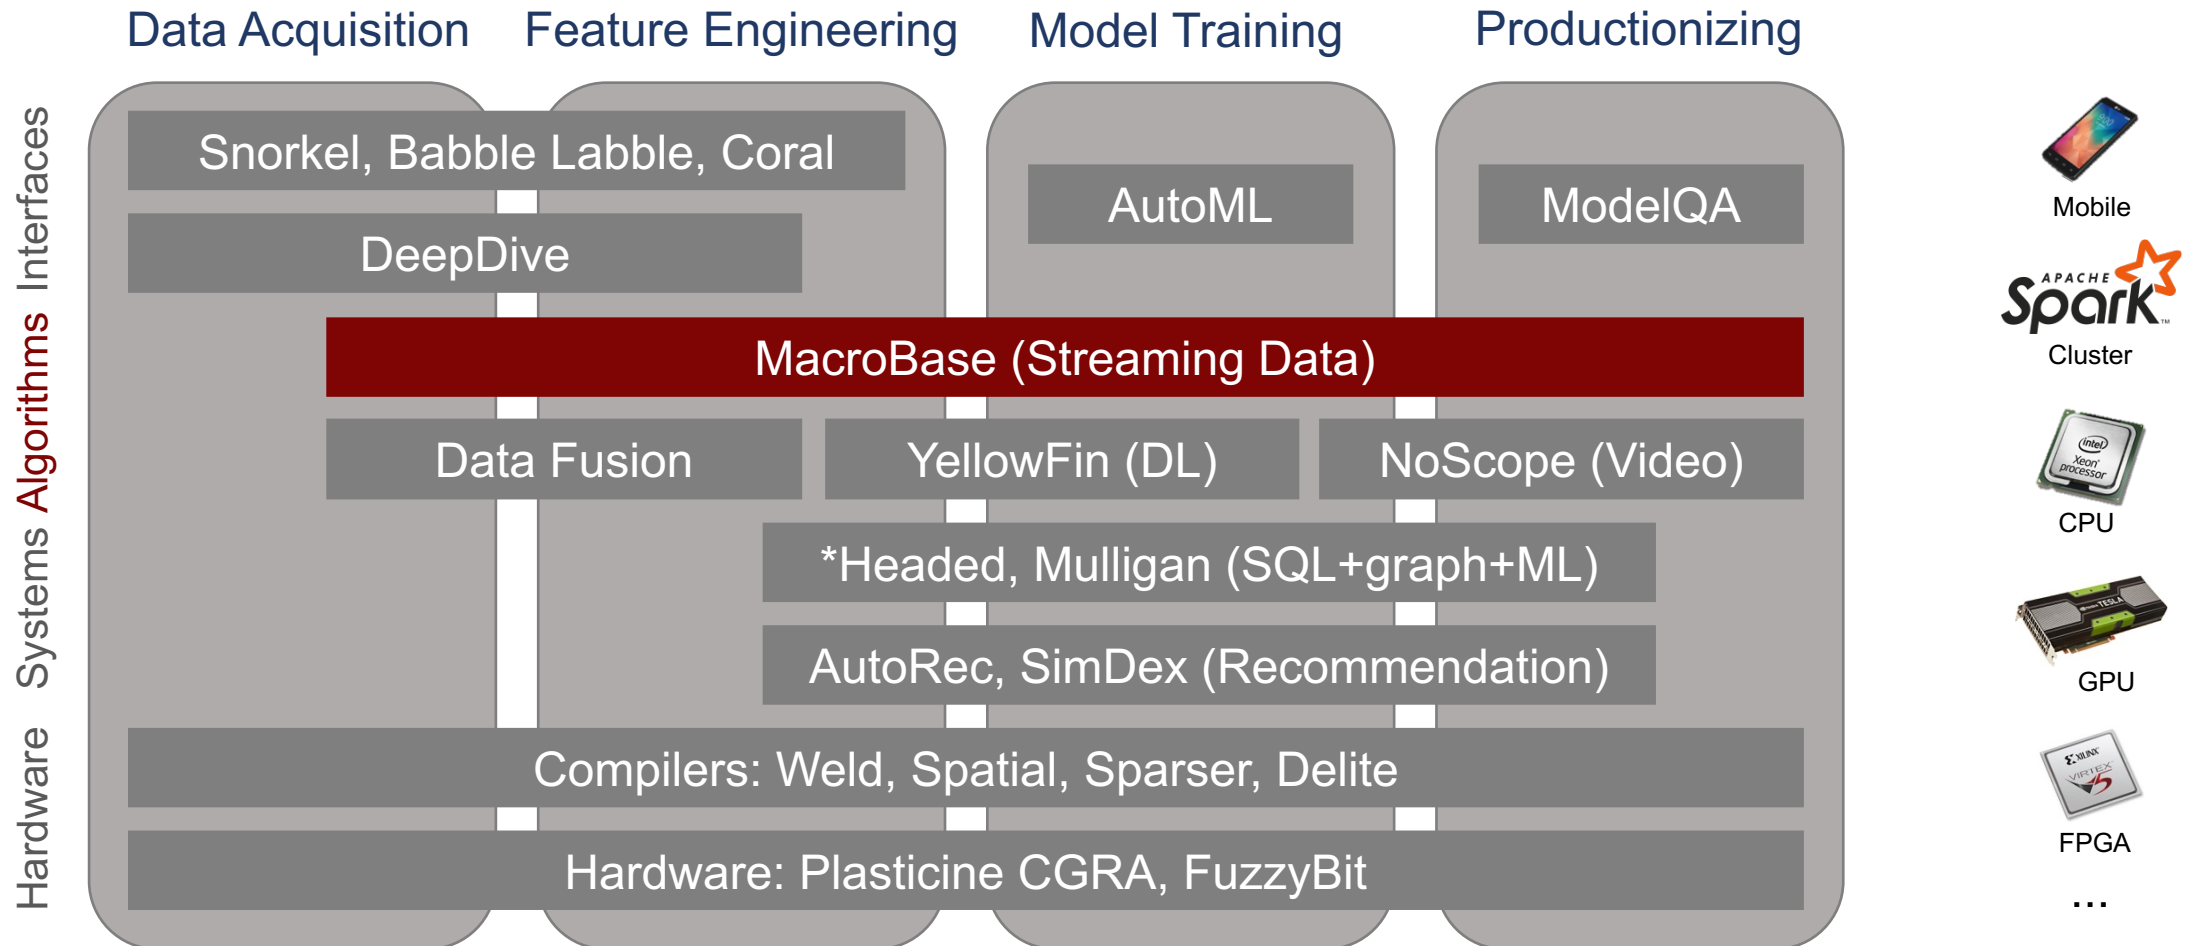 Data Acquisition
Feature Engineering
Model Training
Productionizing
Interfaces
Algorithms
Systems
Hardware
Snorkel, Babble Labble, Coral
AutoML
ModelQA
DeepDive
MacroBase (Streaming Data)
Data Fusion
YellowFin (DL)
NoScope (Video)
*Headed, Mulligan (SQL+graph+ML)
AutoRec, SimDex (Recommendation)
Compilers: Weld, Spatial, Sparser, Delite
Hardware: Plasticine CGRA, FuzzyBit
Mobile
APACHE
Spark™
Cluster
intel
Xeon
processor
CPU
TESLA
GPU
XILINX
VIRTEX
5
FPGA
...